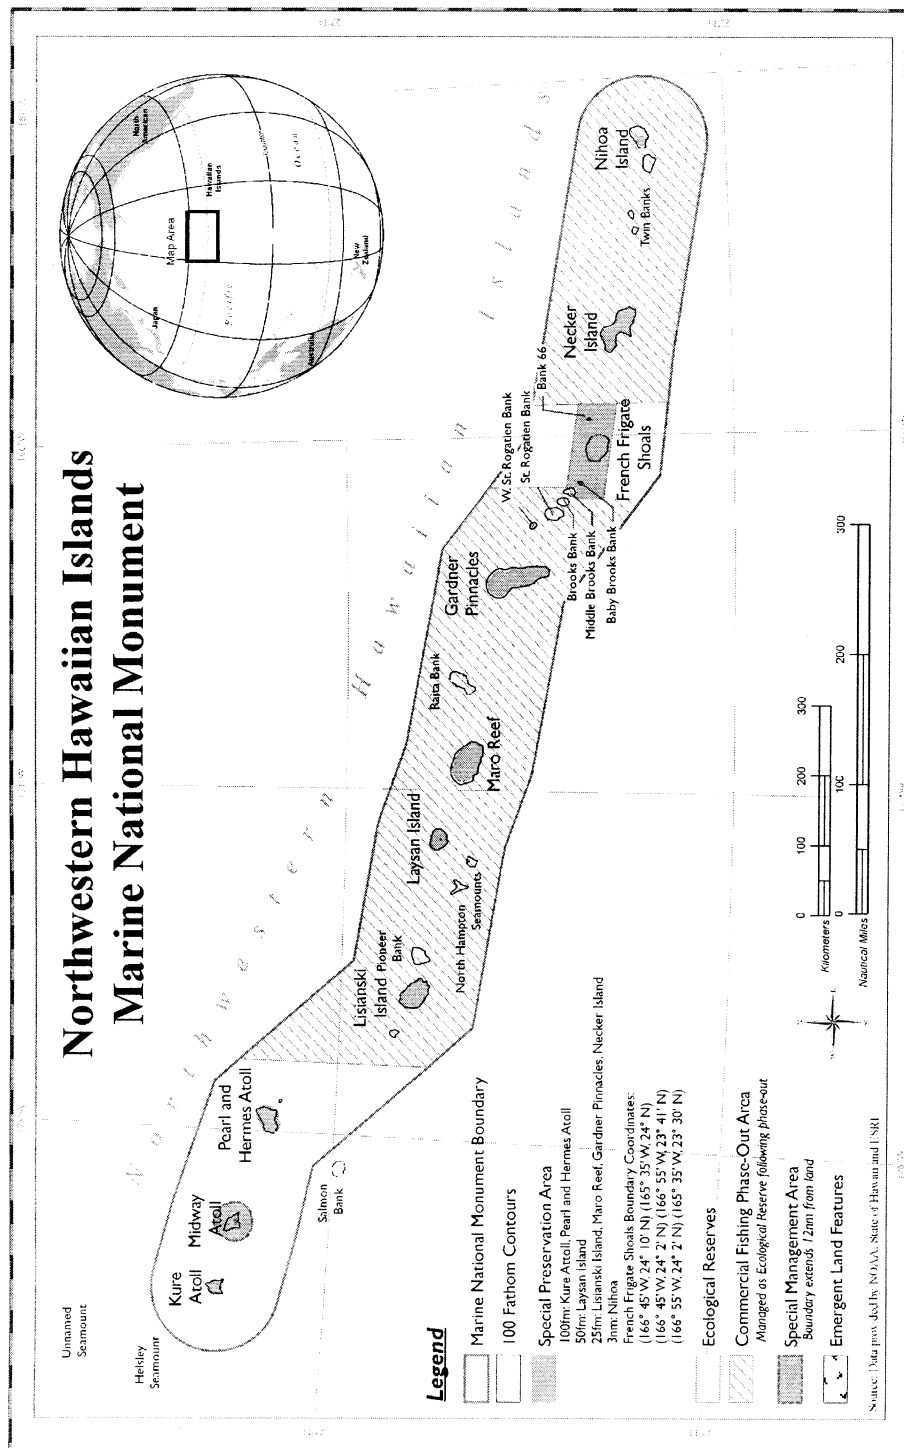 Northwestern Hawaiian Islands
Marine National Monument
North
American
Map Area
Hawaiian
Islands
Japan
Pacific
Ocean
Australia
New
Zealand
Northwestern Hawaiian Islands
Unnamed
Seamount
Helsley
Seamount
Kure
Atoll
Midway
Atoll
Pearl and
Hermes Atoll
Salmon
Bank
Lisianski
Island
Pioneer
Bank
North Hampton
Seamounts
Laysan Island
Maro Reef
Raita Bank
Gardner
Pinnacles
W. St. Rogatien Bank
St. Rogatien Bank
Brooks Bank
Middle Brooks Bank
Baby Brooks Bank
Bank 66
French Frigate
Shoals
Necker
Island
Twin Banks
Nihoa
Island
Legend
Marine National Monument Boundary
100 Fathom Contours
Special Preservation Area
100fm: Kure Attoll, Pearl and Hermes Atoll
50fm: Laysan Island
25fm: Lisianski Island, Maro Reef, Gardner Pinnacles, Necker Island
3nm: Nihoa
French Frigate Shoals Boundary Coordinates:
(166° 45' W, 24° 10' N) (165° 35' W, 24° N)
(166° 45' W, 24° 2' N) (166° 55' W, 23° 41' N)
(166° 55' W, 24° 2' N) (165° 35' W, 23° 30' N)
Ecological Reserves
Commercial Fishing Phase-Out Area
Managed as Ecological Reserve following phase-out
Special Management Area
Boundary extends 12nm from land
Emergent Land Features
Source: Data provided by NOAA, State of Hawaii and ESRI
0 100 200 300
Kilometers
0 100 200 300
Nautical Miles